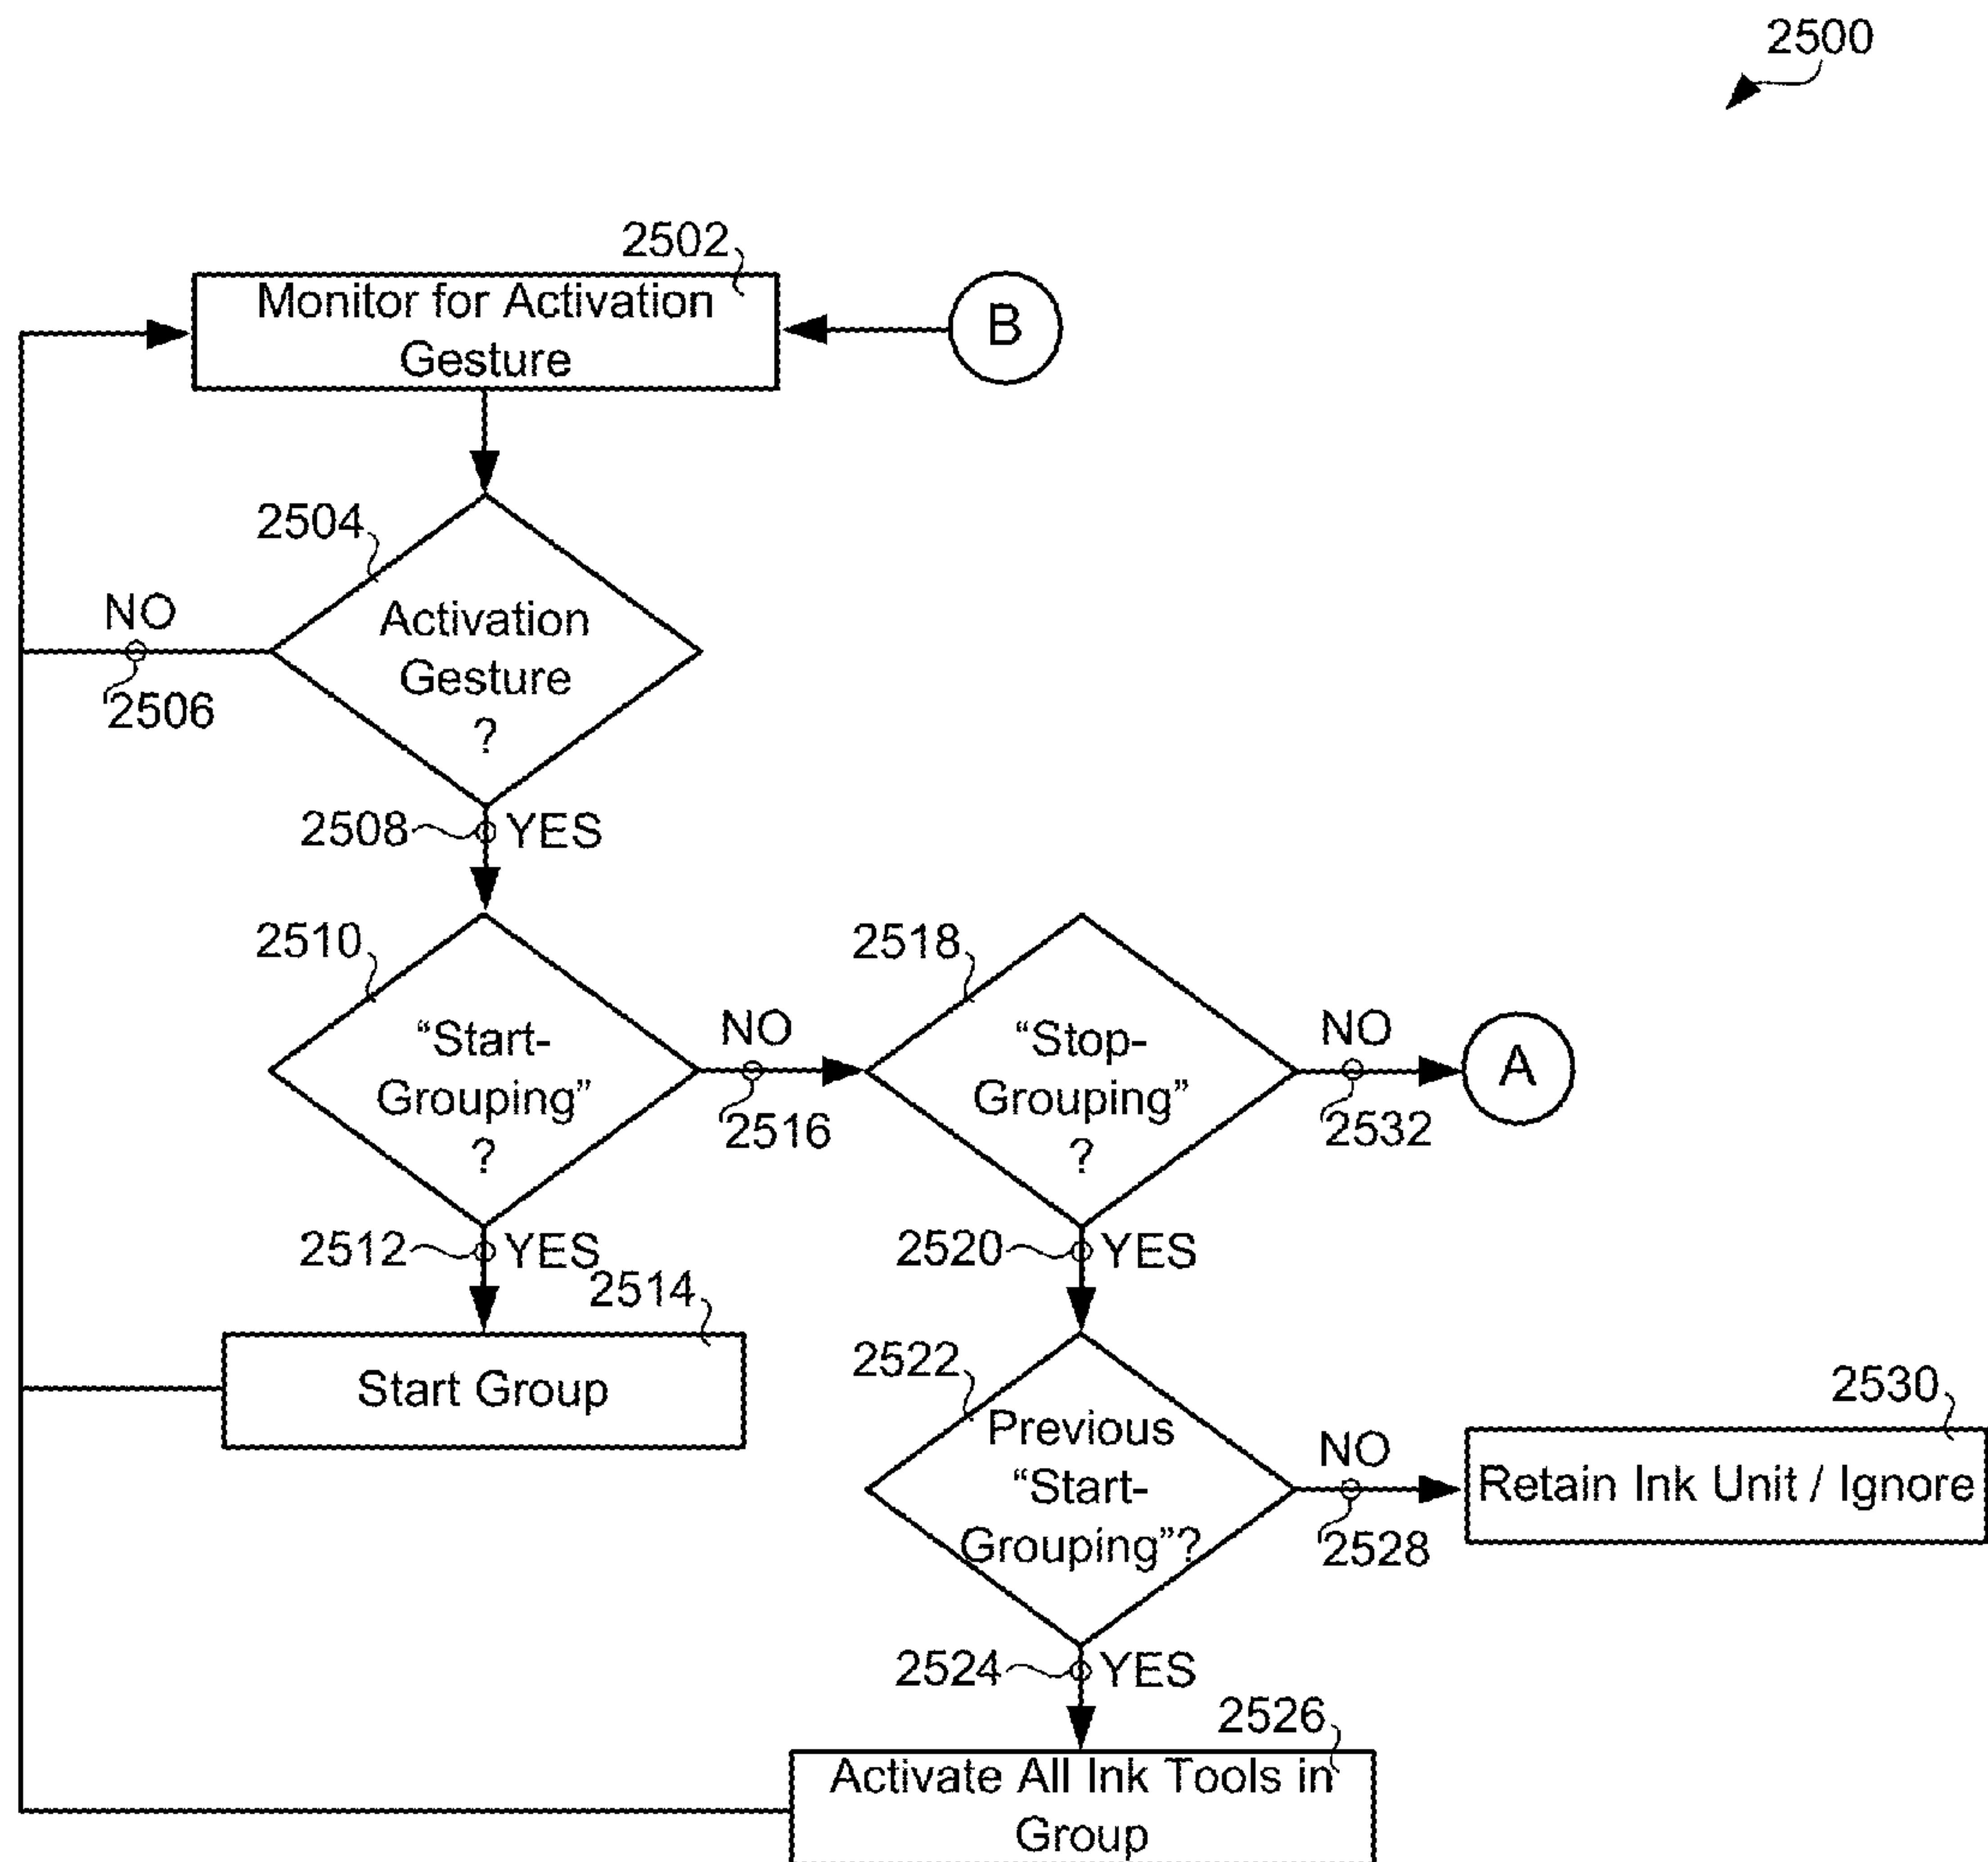 2500
2502
Monitor for Activation
Gesture
B
2504
Activation
Gesture
?
NO
2506
2508
YES
2510
“Start-
Grouping”
?
NO
2516
2518
“Stop-
Grouping”
?
NO
2532
A
2512
YES
2514
Start Group
2520
YES
2522
Previous
“Start-
Grouping”?
NO
2528
2530
Retain Ink Unit / Ignore
2524
YES
2526
Activate All Ink Tools in
Group